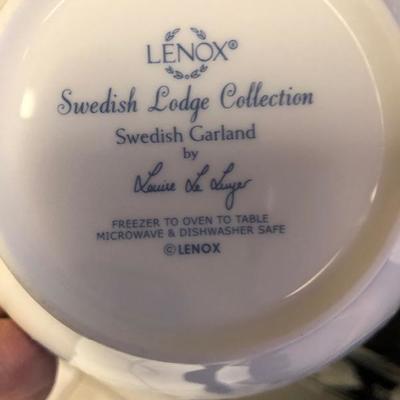 LENOX®
Swedish Lodge Collection
Swedish Garland
by
Louise Le Luyer
FREEZER TO OVEN TO TABLE
MICROWAVE & DISHWASHER SAFE
©LENOX